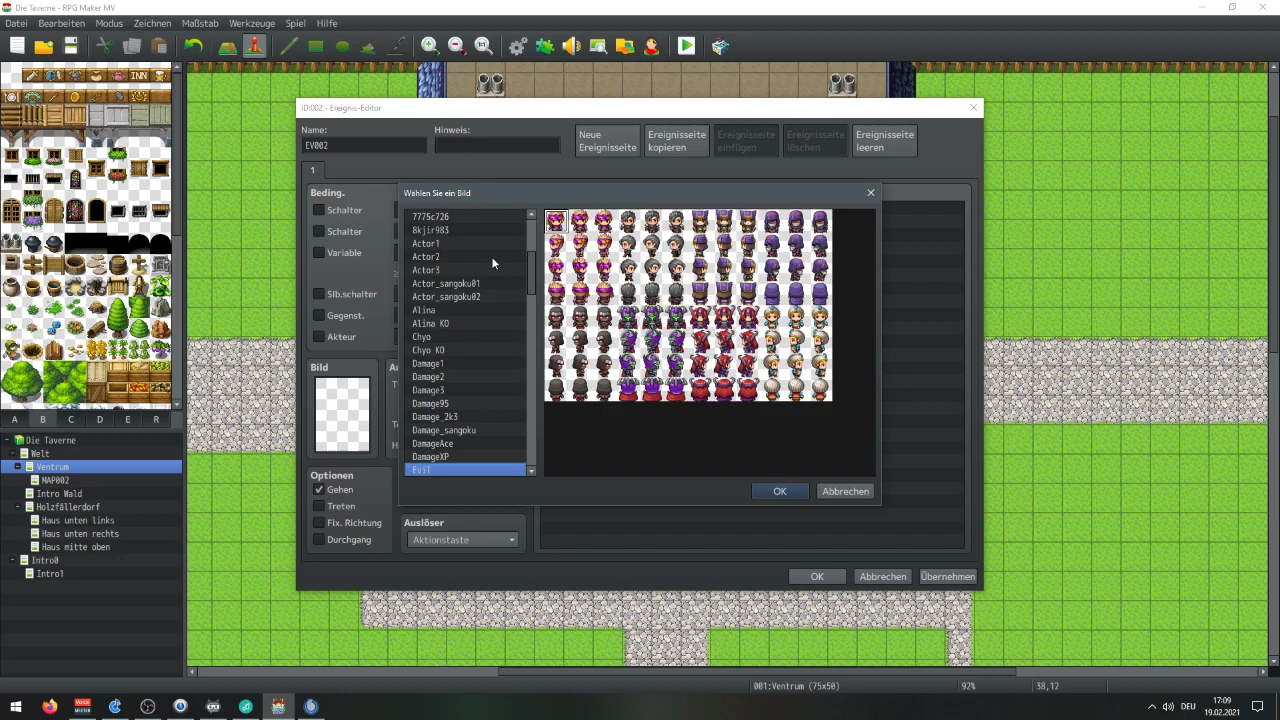 Die Taverne - RPG Maker MV
Datei Bearbeiten Modus Zeichnen Maßstab Werkzeuge Spiel Hilfe
INN
ID:002 - Ereignis-Editor
Name:
Hinweis:
EV002
Neue Ereignisseite
Ereignisseite kopieren
Ereignisseite einfügen
Ereignisseite löschen
Ereignisseite leeren
1
Beding.
Schalter
Schalter
Variable
Slb.schalter
Gegenst.
Akteur
Bild
Optionen
Gehen
Treten
Fix. Richtung
Durchgang
Auslöser
Aktionstaste
Wählen Sie ein Bild
7775c726
8kjir983
Actor1
Actor2
Actor3
Actor_sangoku01
Actor_sangoku02
Alina
Alina KO
Chyo
Chyo KO
Damage1
Damage2
Damage3
Damage95
Damage_2k3
Damage_sangoku
DamageAce
DamageXP
Evil
OK
Abbrechen
OK
Abbrechen
Übernehmen
A B C D E R
Die Taverne
Welt
Ventrum
MAP002
Intro Wald
Holzfällerdorf
Haus unten links
Haus unten rechts
Haus mitte oben
Intro0
Intro1
001:Ventrum (75x50)
92%
38,12
DEU
17:09
19.02.2021